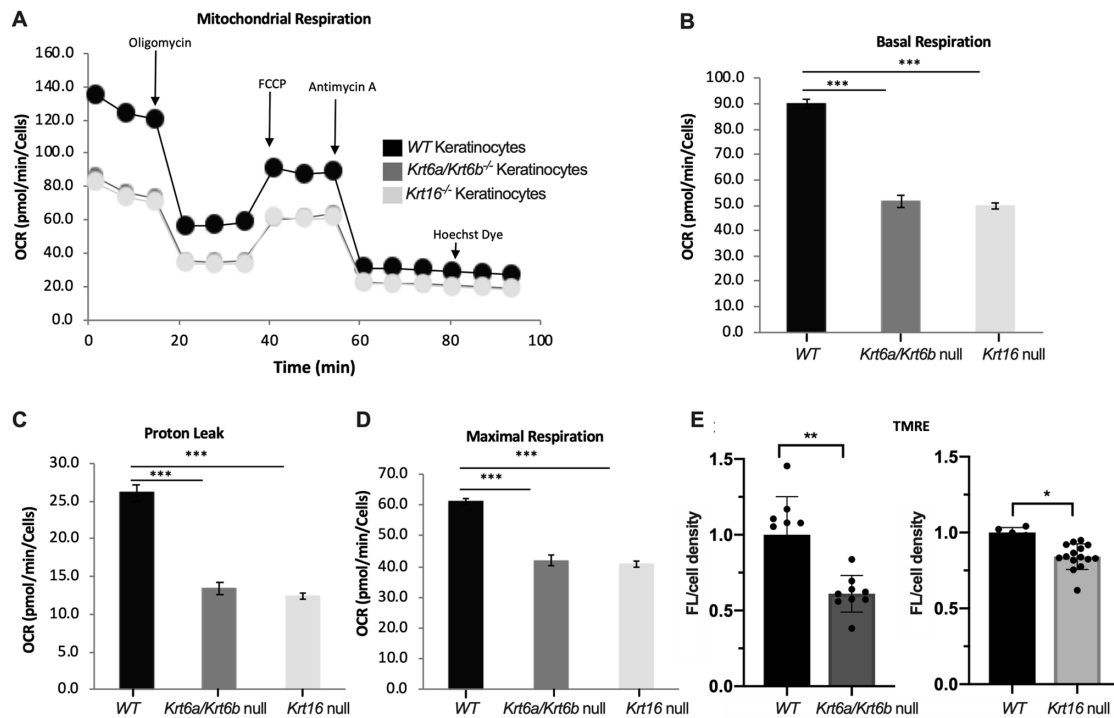 A
Mitochondrial Respiration
OCR (pmol/min/Cells)
160.0
140.0
120.0
100.0
80.0
60.0
40.0
20.0
0.0
Oligomycin
FCCP
Antimycin A
WT Keratinocytes
Krt6a/Krt6b-/- Keratinocytes
Krt16-/- Keratinocytes
Hoechst Dye
0 20 40 60 80 100
Time (min)
B
Basal Respiration
OCR (pmol/min/Cells)
100.0
90.0
80.0
70.0
60.0
50.0
40.0
30.0
20.0
10.0
0.0
***
***
WT Krt6a/Krt6b null Krt16 null
C
Proton Leak
OCR (pmol/min/Cells)
30.0
25.0
20.0
15.0
10.0
5.0
0.0
***
***
WT Krt6a/Krt6b null Krt16 null
D
Maximal Respiration
OCR (pmol/min/Cells)
70.0
60.0
50.0
40.0
30.0
20.0
10.0
0.0
***
***
WT Krt6a/Krt6b null Krt16 null
E
TMRE
FL/cell density
1.5
1.0
0.5
0.0
**
WT Krt6a/Krt6b null
FL/cell density
1.5
1.0
0.5
0.0
*
WT Krt16 null